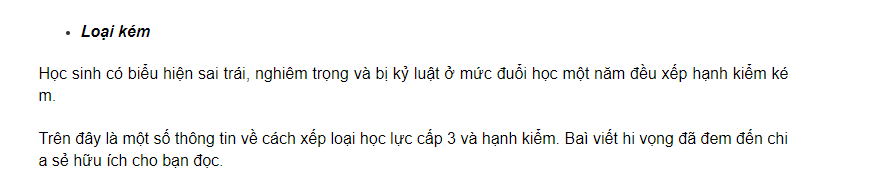 Loại kém
Học sinh có biểu hiện sai trái, nghiêm trọng và bị kỷ luật ở mức đuổi học một năm đều xếp hạnh kiểm ké
m.
Trên đây là một số thông tin về cách xếp loại học lực cấp 3 và hạnh kiểm. Baì viết hi vọng đã đem đến chi
a sẻ hữu ích cho bạn đọc.